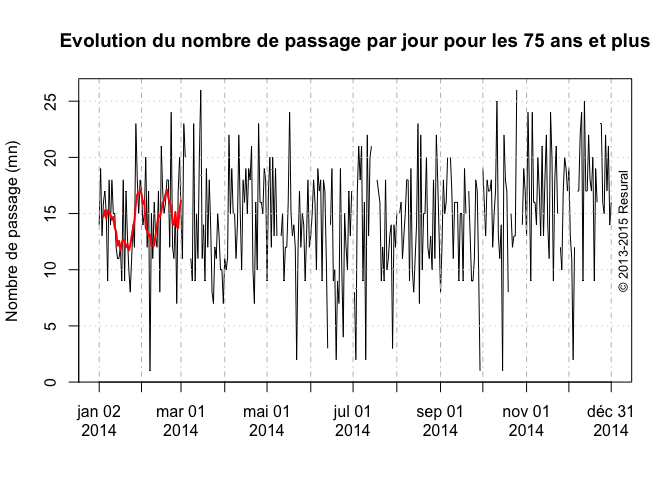 Evolution du nombre de passage par jour pour les 75 ans et plus
Nombre de passage (mn)
25
20
15
10
5
0
© 2013-2015 Resural
jan 02 mar 01 mai 01 jul 01 sep 01 nov 01 déc 31
2014 2014 2014 2014 2014 2014 2014